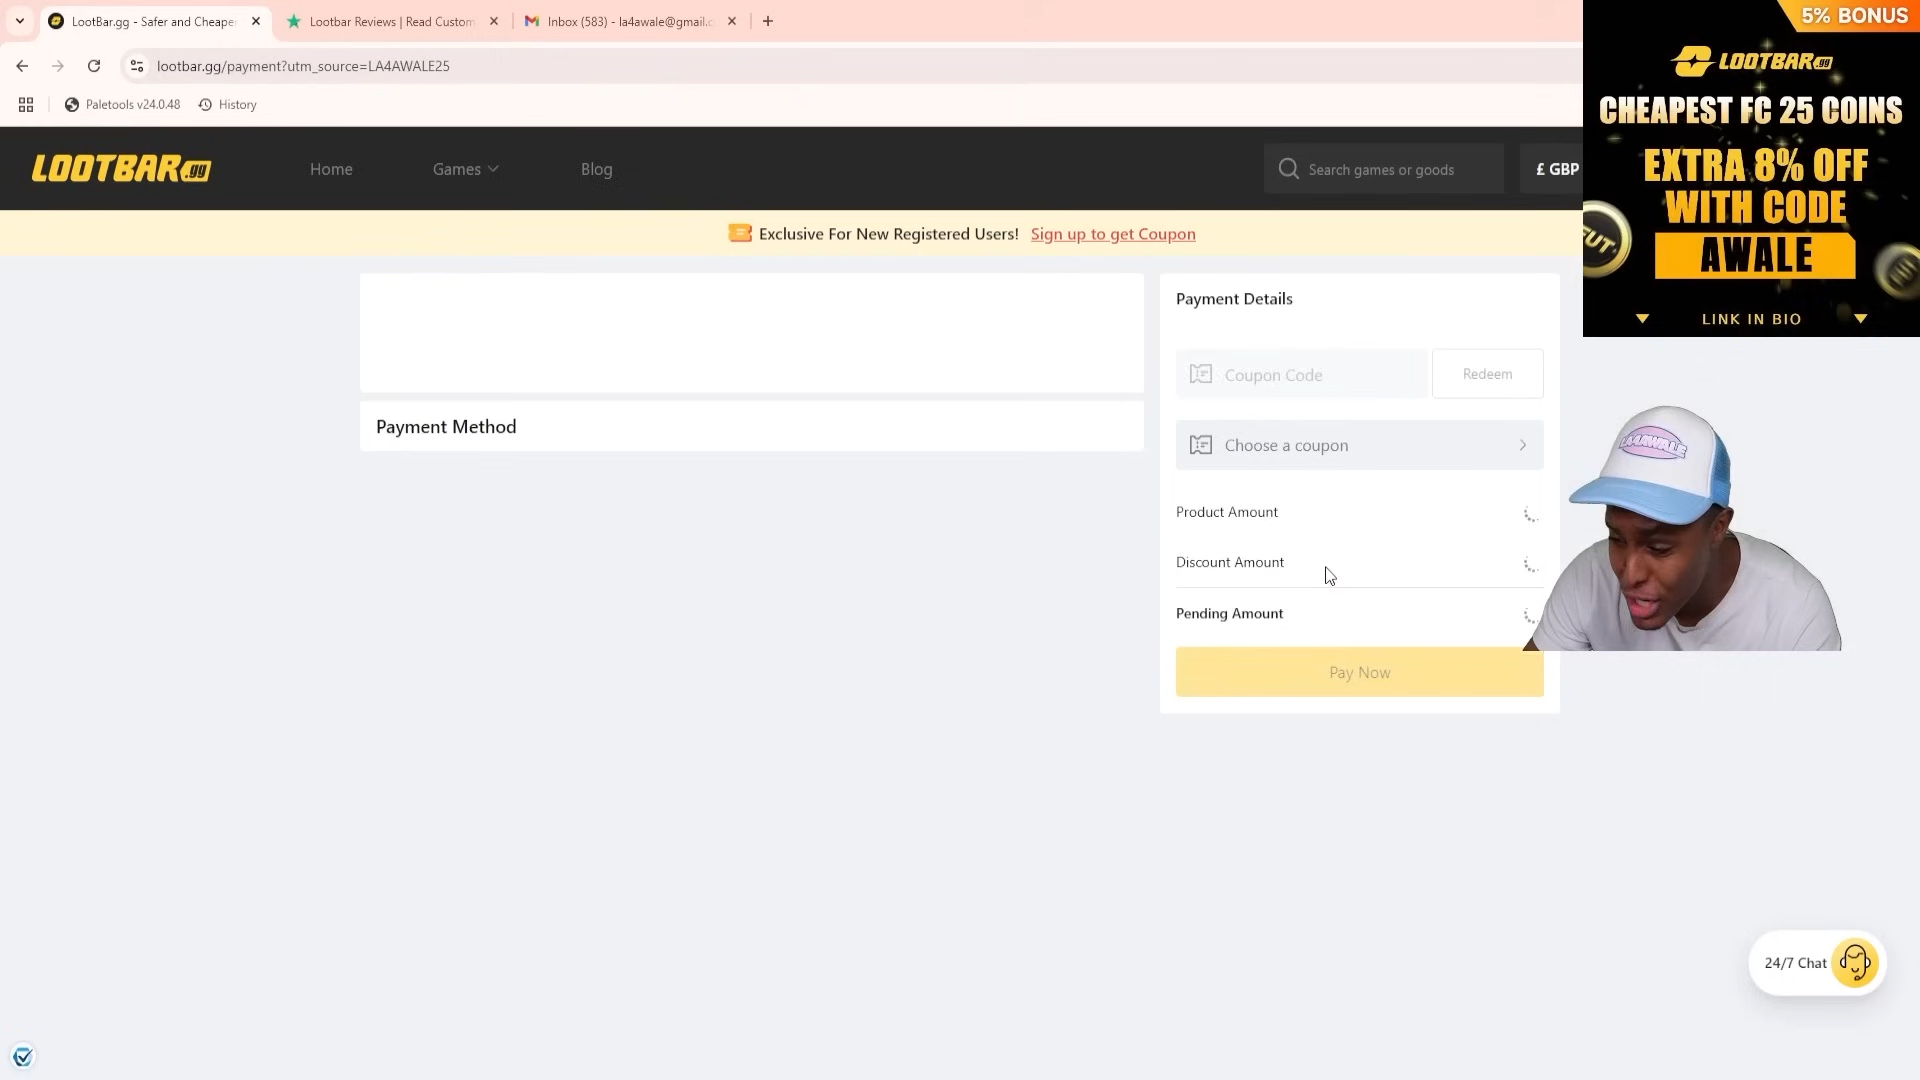 LootBar.gg - Safer and Cheape
Lootbar Reviews | Read Custom
Inbox (583) - la4awale@gmail.c
lootbar.gg/payment?utm_source=LA4AWALE25
Paletools v24.0.48
History
LOOTBAR.gg
Home
Games
Blog
Search games or goods
£ GBP
Exclusive For New Registered Users! Sign up to get Coupon
Payment Method
Payment Details
Coupon Code
Redeem
Choose a coupon
Product Amount
Discount Amount
Pending Amount
Pay Now
5% BONUS
LOOTBAR.gg
CHEAPEST FC 25 COINS
EXTRA 8% OFF
WITH CODE
AWALE
FUT.
LINK IN BIO
LA4AWALE
24/7 Chat